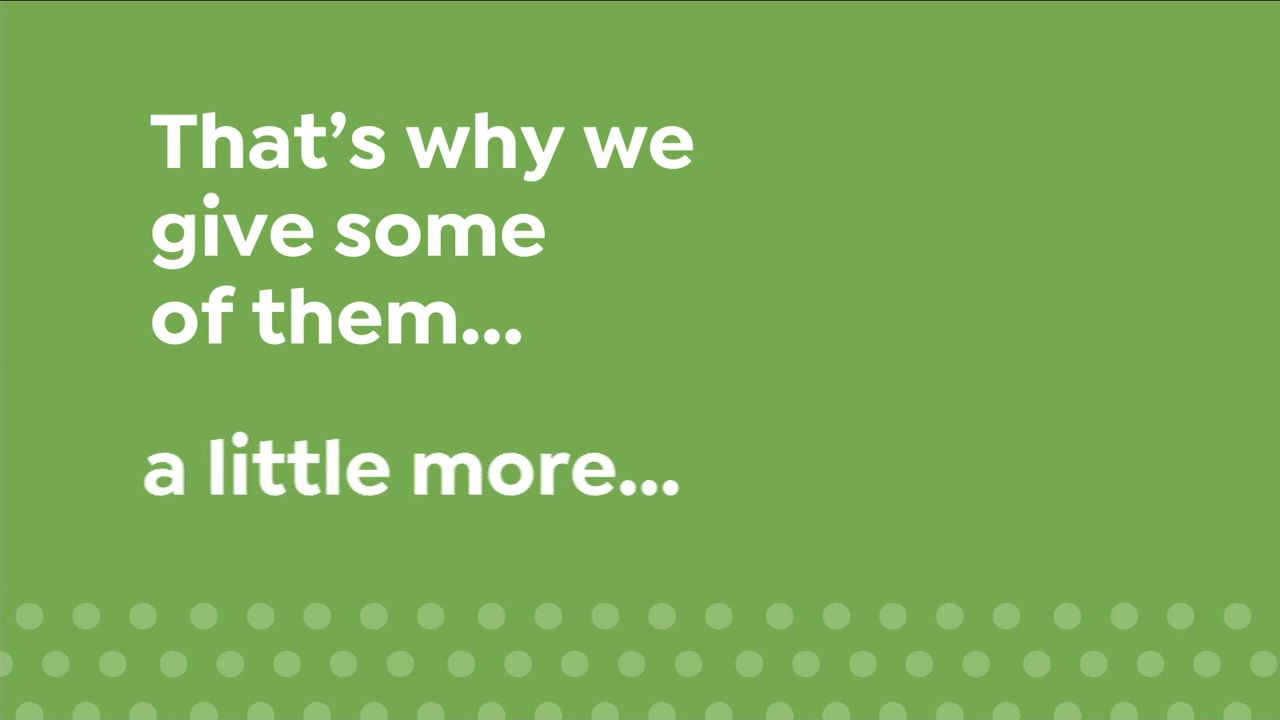 That’s why we
give some
of them...
a little more...